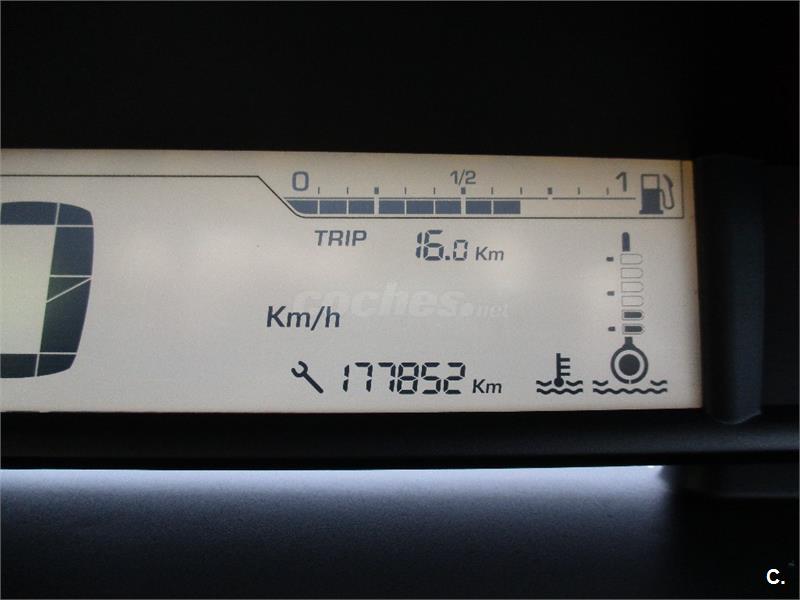 0 1/2 1
TRIP 16.0 Km
coches.net
Km/h
177852 Km
C.